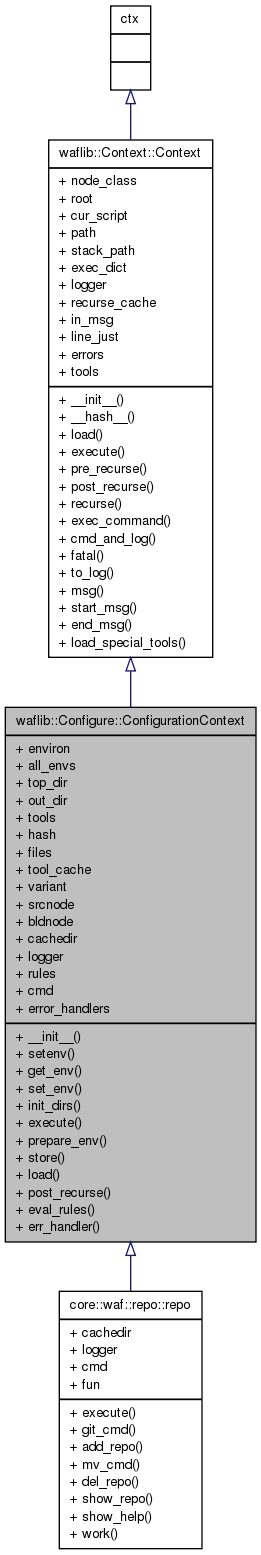 ctx
waflib::Context::Context
+ node_class
+ root
+ cur_script
+ path
+ stack_path
+ exec_dict
+ logger
+ recurse_cache
+ in_msg
+ line_just
+ errors
+ tools
+ __init__()
+ __hash__()
+ load()
+ execute()
+ pre_recurse()
+ post_recurse()
+ recurse()
+ exec_command()
+ cmd_and_log()
+ fatal()
+ to_log()
+ msg()
+ start_msg()
+ end_msg()
+ load_special_tools()
waflib::Configure::ConfigurationContext
+ environ
+ all_envs
+ top_dir
+ out_dir
+ tools
+ hash
+ files
+ tool_cache
+ variant
+ srcnode
+ bldnode
+ cachedir
+ logger
+ rules
+ cmd
+ error_handlers
+ __init__()
+ setenv()
+ get_env()
+ set_env()
+ init_dirs()
+ execute()
+ prepare_env()
+ store()
+ load()
+ post_recurse()
+ eval_rules()
+ err_handler()
core::waf::repo::repo
+ cachedir
+ logger
+ cmd
+ fun
+ execute()
+ git_cmd()
+ add_repo()
+ mv_cmd()
+ del_repo()
+ show_repo()
+ show_help()
+ work()